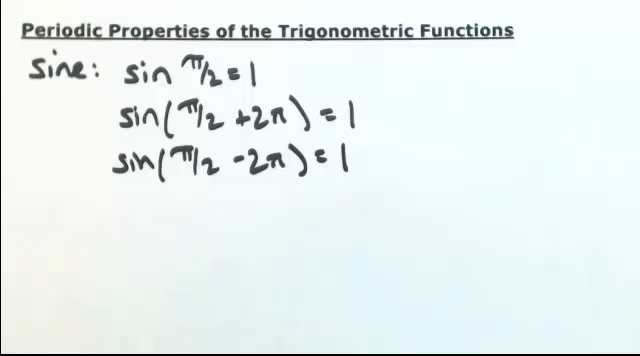 Periodic Properties of the Trigonometric Functions
Sine: sin π/2 = 1
sin(π/2 + 2π) = 1
sin(π/2 - 2π) = 1